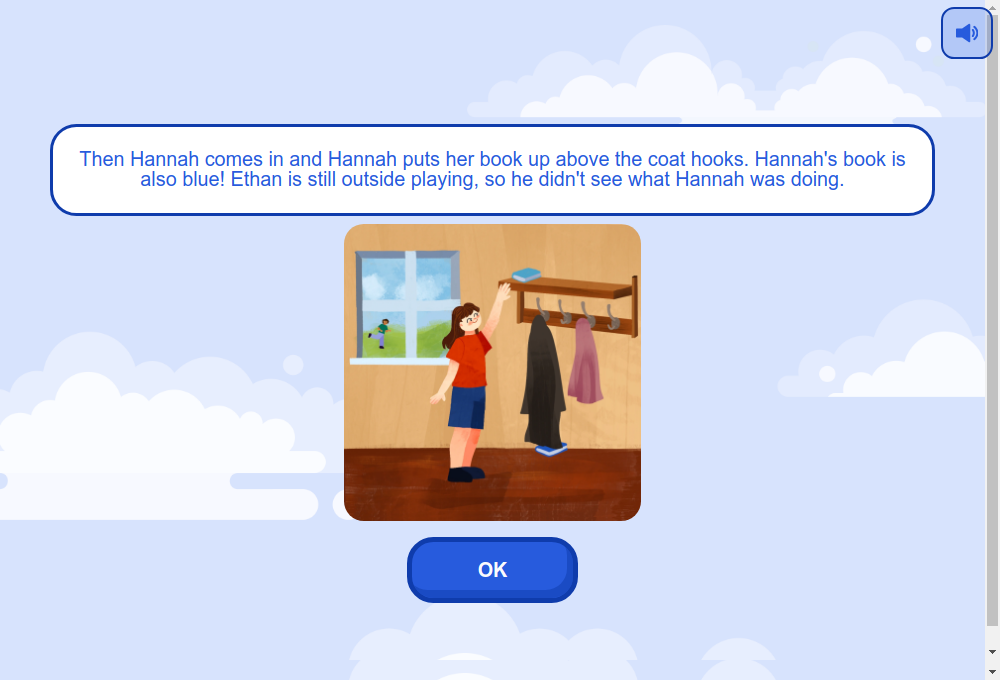 Then Hannah comes in and Hannah puts her book up above the coat hooks. Hannah's book is
also blue! Ethan is still outside playing, so he didn't see what Hannah was doing.
OK